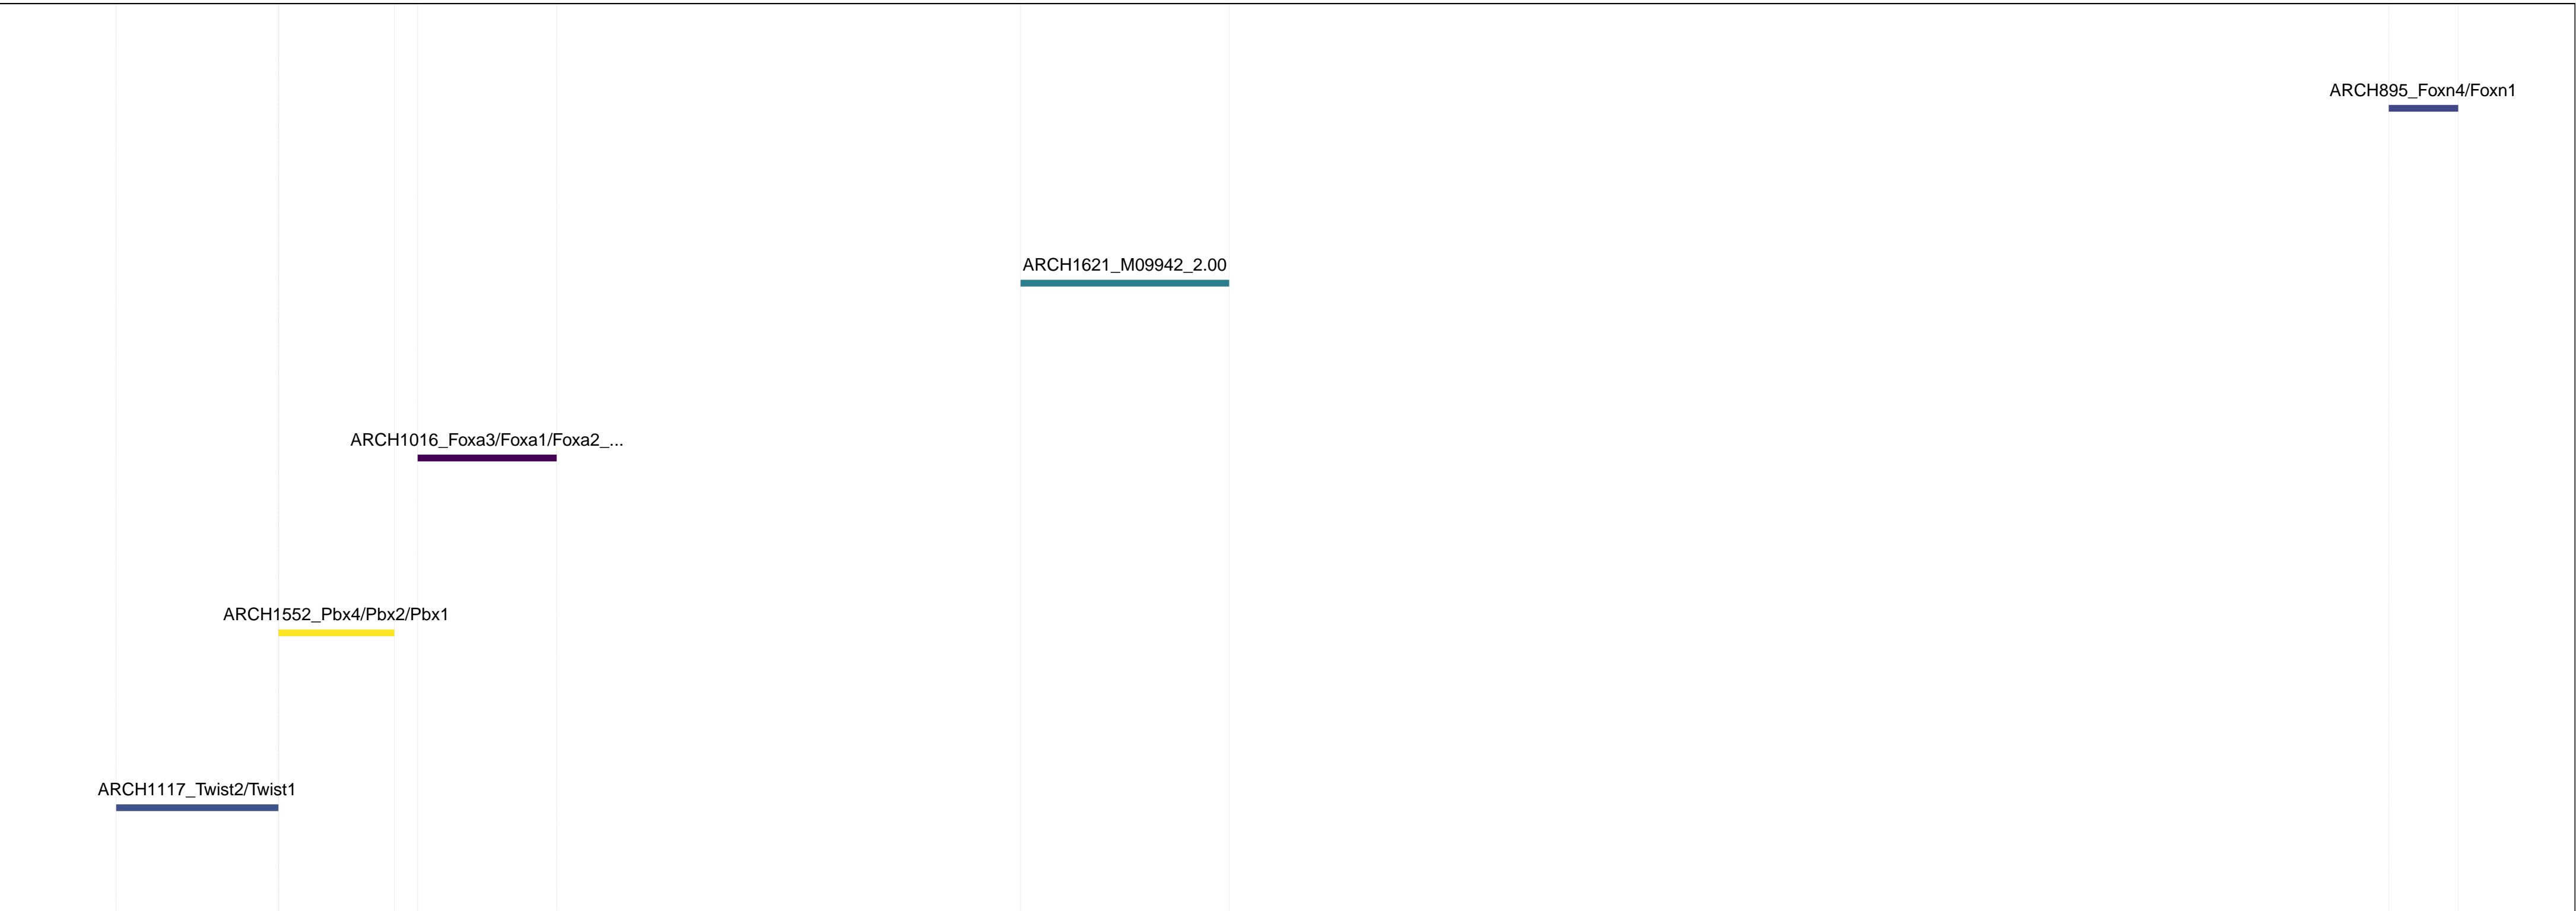 ARCH895_Foxn4/Foxn1
ARCH1621_M09942_2.00
ARCH1016_Foxa3/Foxa1/Foxa2_...
ARCH1552_Pbx4/Pbx2/Pbx1
ARCH1117_Twist2/Twist1